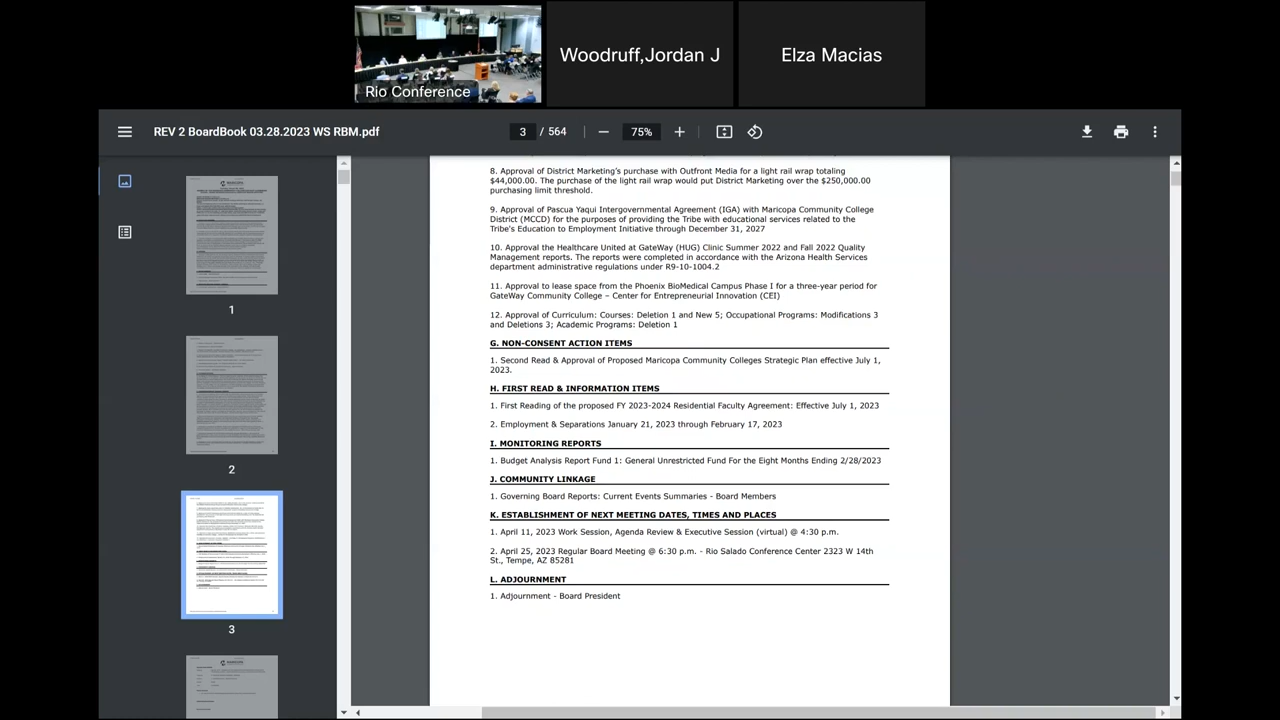 Rio Conference
Woodruff,Jordan J
Elza Macias
REV 2 BoardBook 03.28.2023 WS RBM.pdf
3 / 564
75%
8. Approval of District Marketing's purchase with Outfront Media for a light rail wrap totaling
$44,000.00. The purchase of the light rail wrap would put District Marketing over the $250,000.00
purchasing limit threshold.
9. Approval of Pascua Yaqui Intergovernmental Agreement (IGA) with Maricopa Community College
District (MCCD) for the purposes of providing the Tribe with educational services related to the
Tribe's Education to Employment Initiative through December 31, 2027
10. Approval the Healthcare United at GateWay (HUG) Clinic Summer 2022 and Fall 2022 Quality
Management reports. The reports were completed in accordance with the Arizona Health Services
department administrative regulations under R9-10-1004.2
11. Approval to lease space from the Phoenix BioMedical Campus Phase I for a three-year period for
GateWay Community College – Center for Entrepreneurial Innovation (CEI)
12. Approval of Curriculum: Courses: Deletion 1 and New 5; Occupational Programs: Modifications 3
and Deletions 3; Academic Programs: Deletion 1
G. NON-CONSENT ACTION ITEMS
1. Second Read & Approval of Proposed Maricopa Community Colleges Strategic Plan effective July 1,
2023.
H. FIRST READ & INFORMATION ITEMS
1. First Reading of the proposed FY 2023-2024 Residential Faculty Agreement: Effective July 1, 2023
2. Employment & Separations January 21, 2023 through February 17, 2023
I. MONITORING REPORTS
1. Budget Analysis Report Fund 1: General Unrestricted Fund For the Eight Months Ending 2/28/2023
J. COMMUNITY LINKAGE
1. Governing Board Reports: Current Events Summaries - Board Members
K. ESTABLISHMENT OF NEXT MEETING DATES, TIMES AND PLACES
1. April 11, 2023 Work Session, Agenda Review & Executive Session (virtual) @ 4:30 p.m.
2. April 25, 2023 Regular Board Meeting @ 6:30 p.m. - Rio Salado Conference Center 2323 W 14th
St., Tempe, AZ 85281
L. ADJOURNMENT
1. Adjournment - Board President
1
2
3